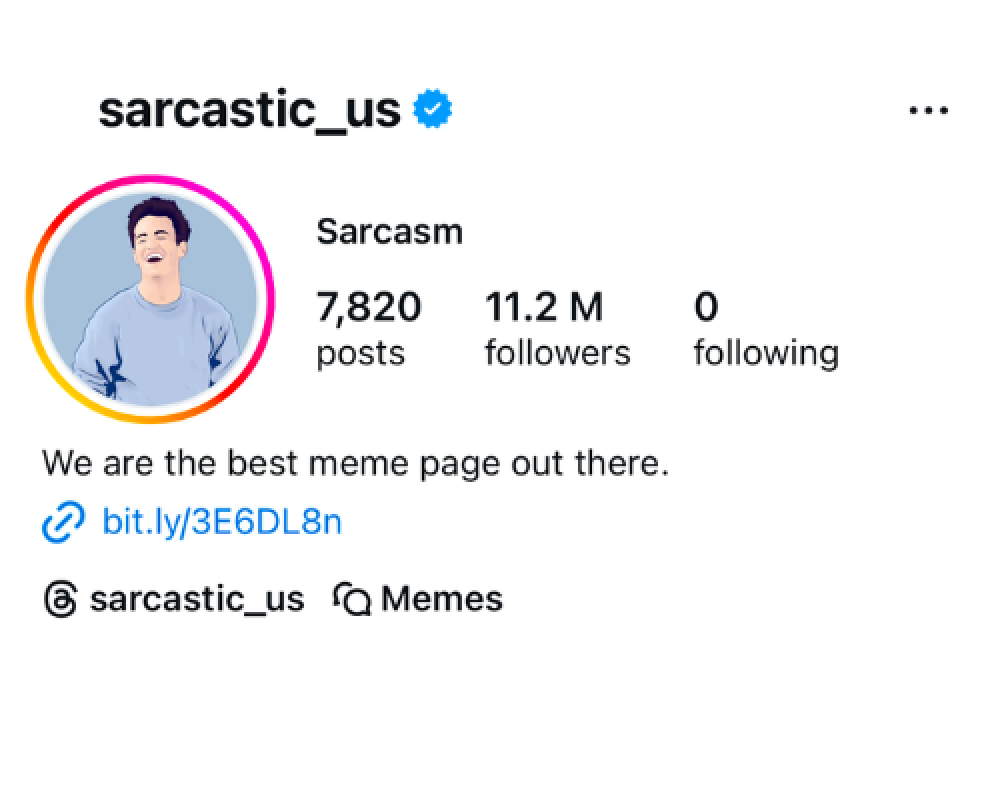 sarcastic_us
Sarcasm
7,820 11.2 M 0
posts followers following
We are the best meme page out there.
bit.ly/3E6DL8n
sarcastic_us Memes